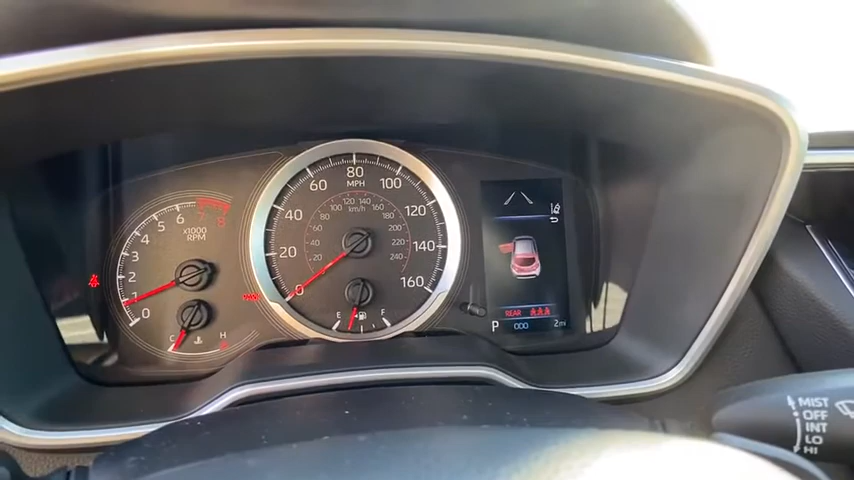 0 1 2 3 4 5 6 7 8
x1000
RPM
C H
0 20 40 60 80 100 120 140 160
MPH
km/h
20 40 60 80 100 120 140 160 180 200 220 240 260
E F
REAR
P 000 2mi
MIST
OFF
INT
LO
HI